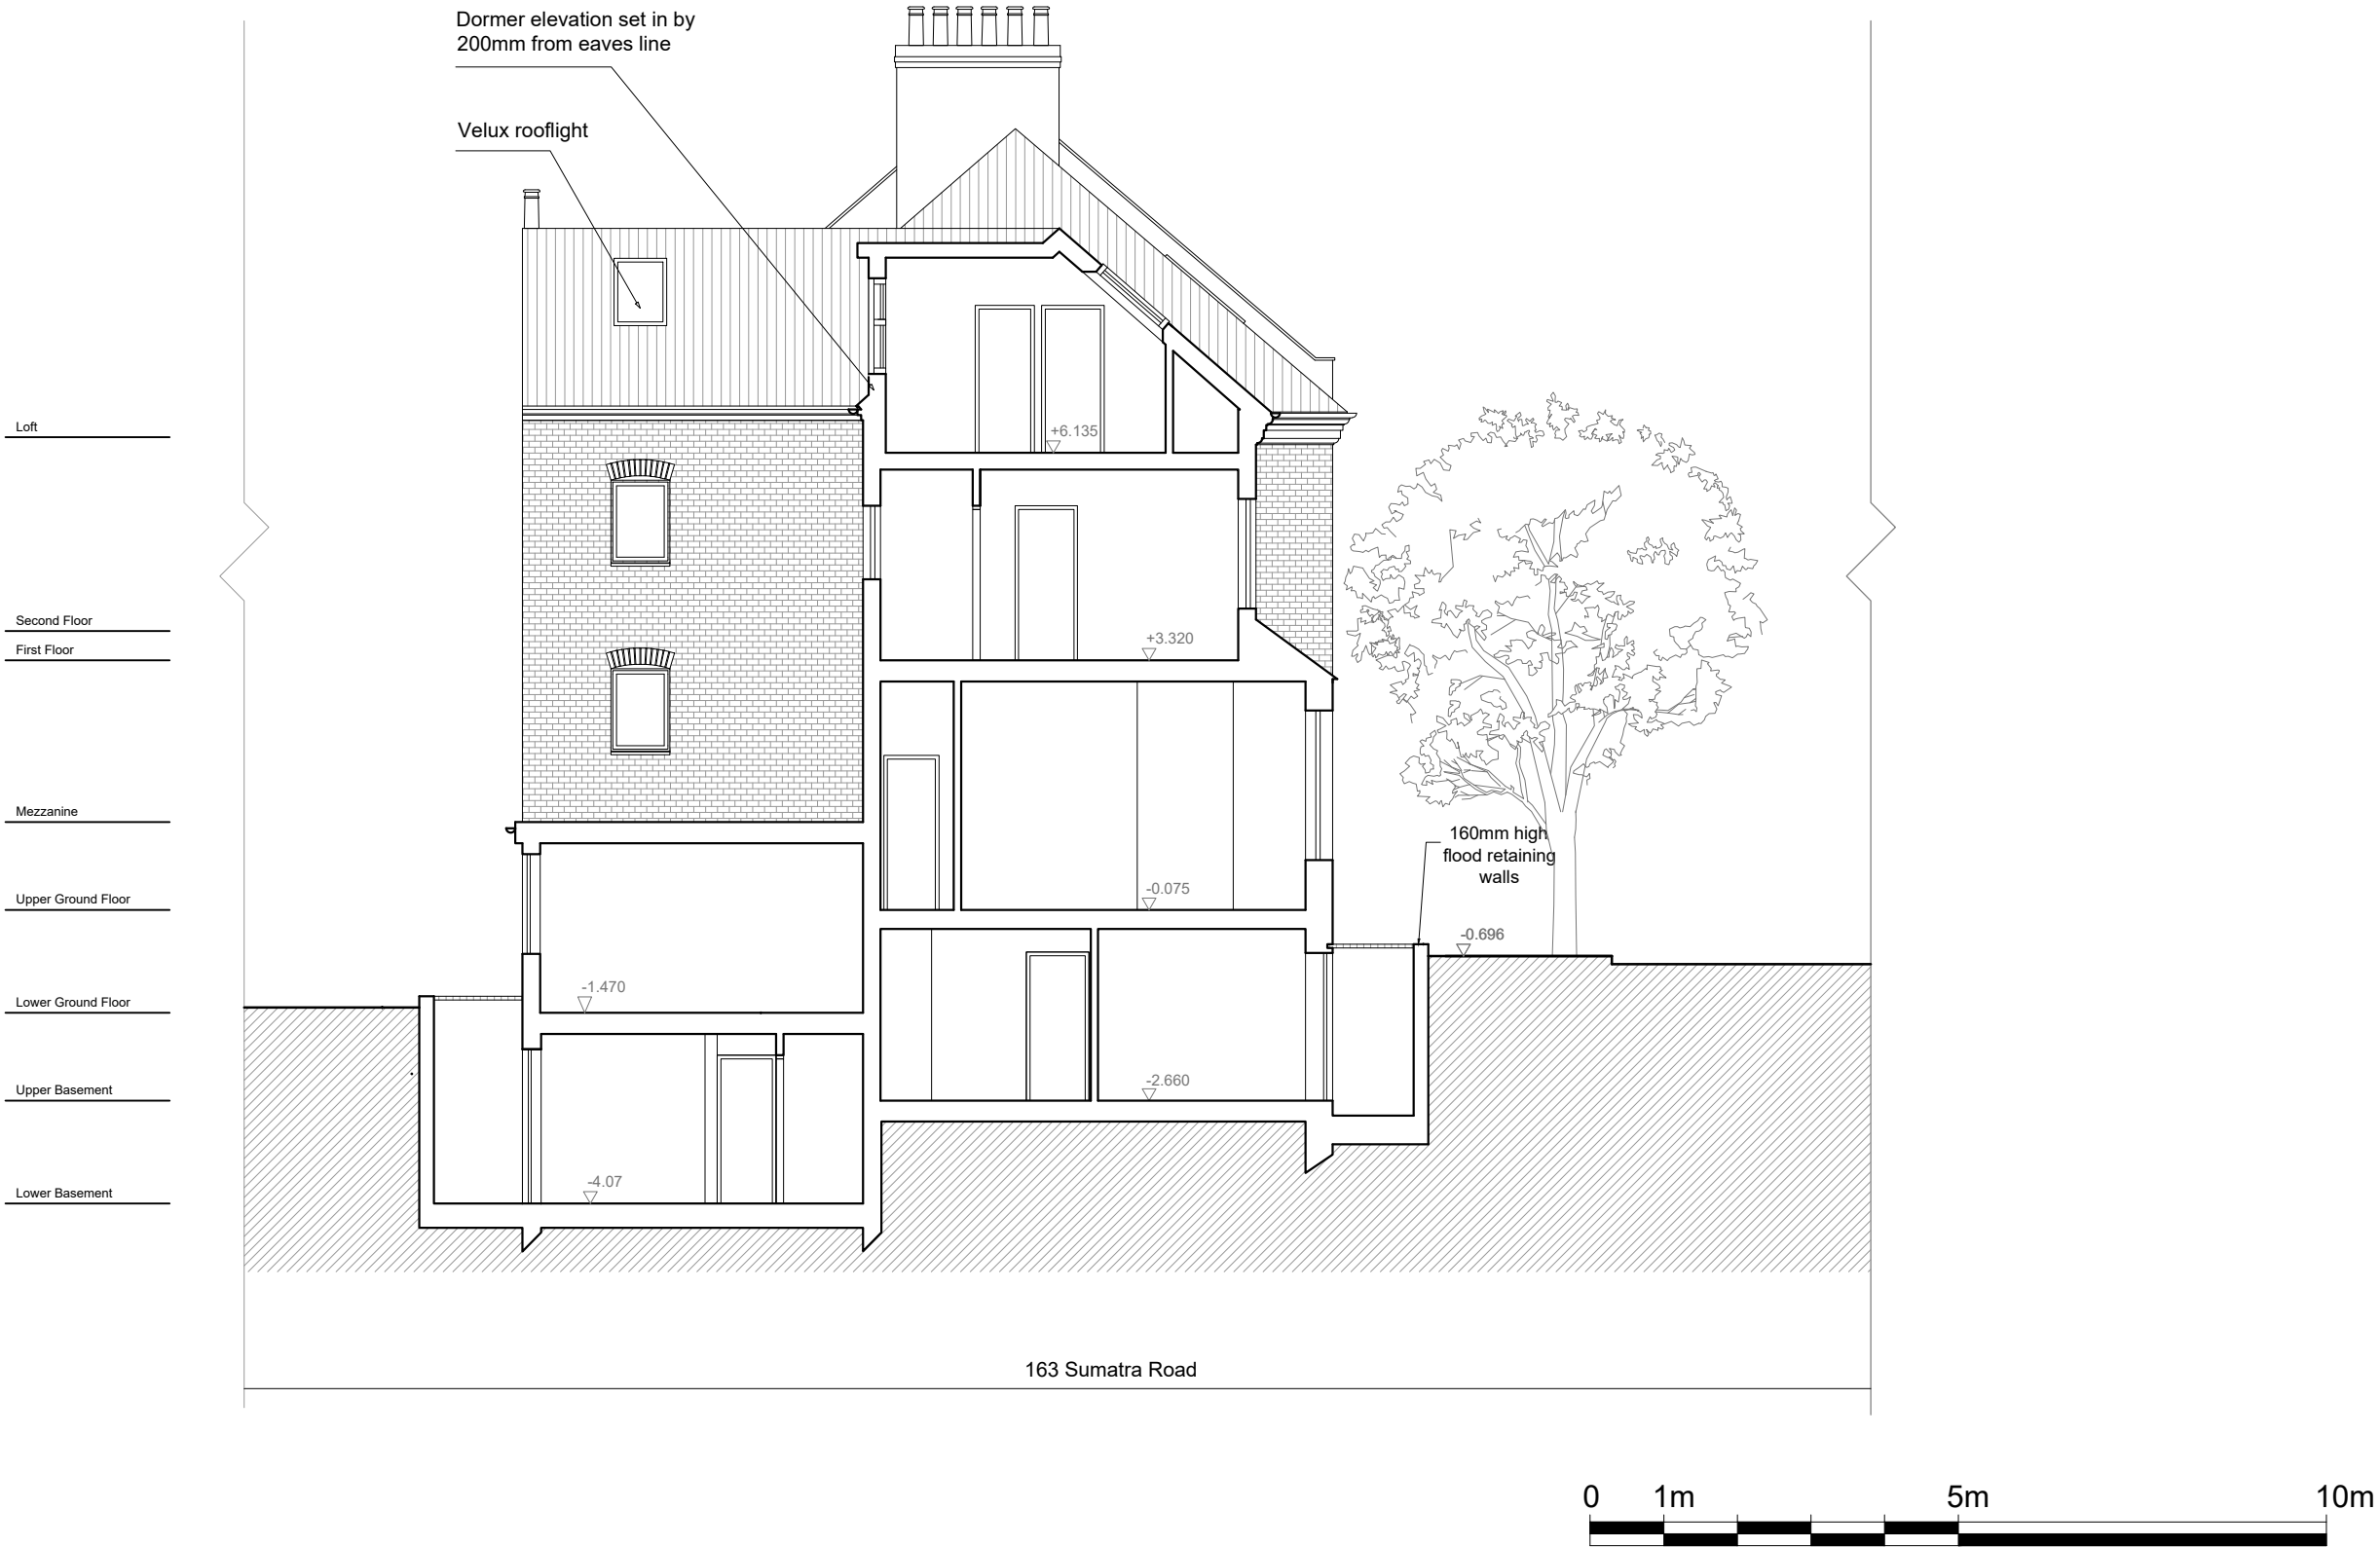 Dormer elevation set in by
200mm from eaves line
Velux rooflight
Loft
+6.135
Second Floor
+3.320
First Floor
Mezzanine
160mm high
flood retaining
walls
Upper Ground Floor
-0.075
-0.696
Lower Ground Floor
-1.470
Upper Basement
-2.660
Lower Basement
-4.07
163 Sumatra Road
0 1m 5m 10m